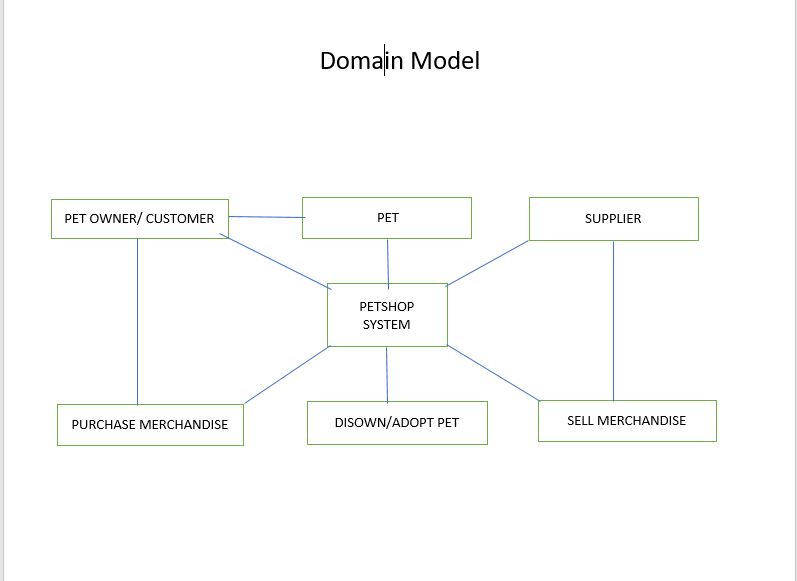 Domain Model
PET OWNER/ CUSTOMER
PET
SUPPLIER
PETSHOP
SYSTEM
PURCHASE MERCHANDISE
DISOWN/ADOPT PET
SELL MERCHANDISE